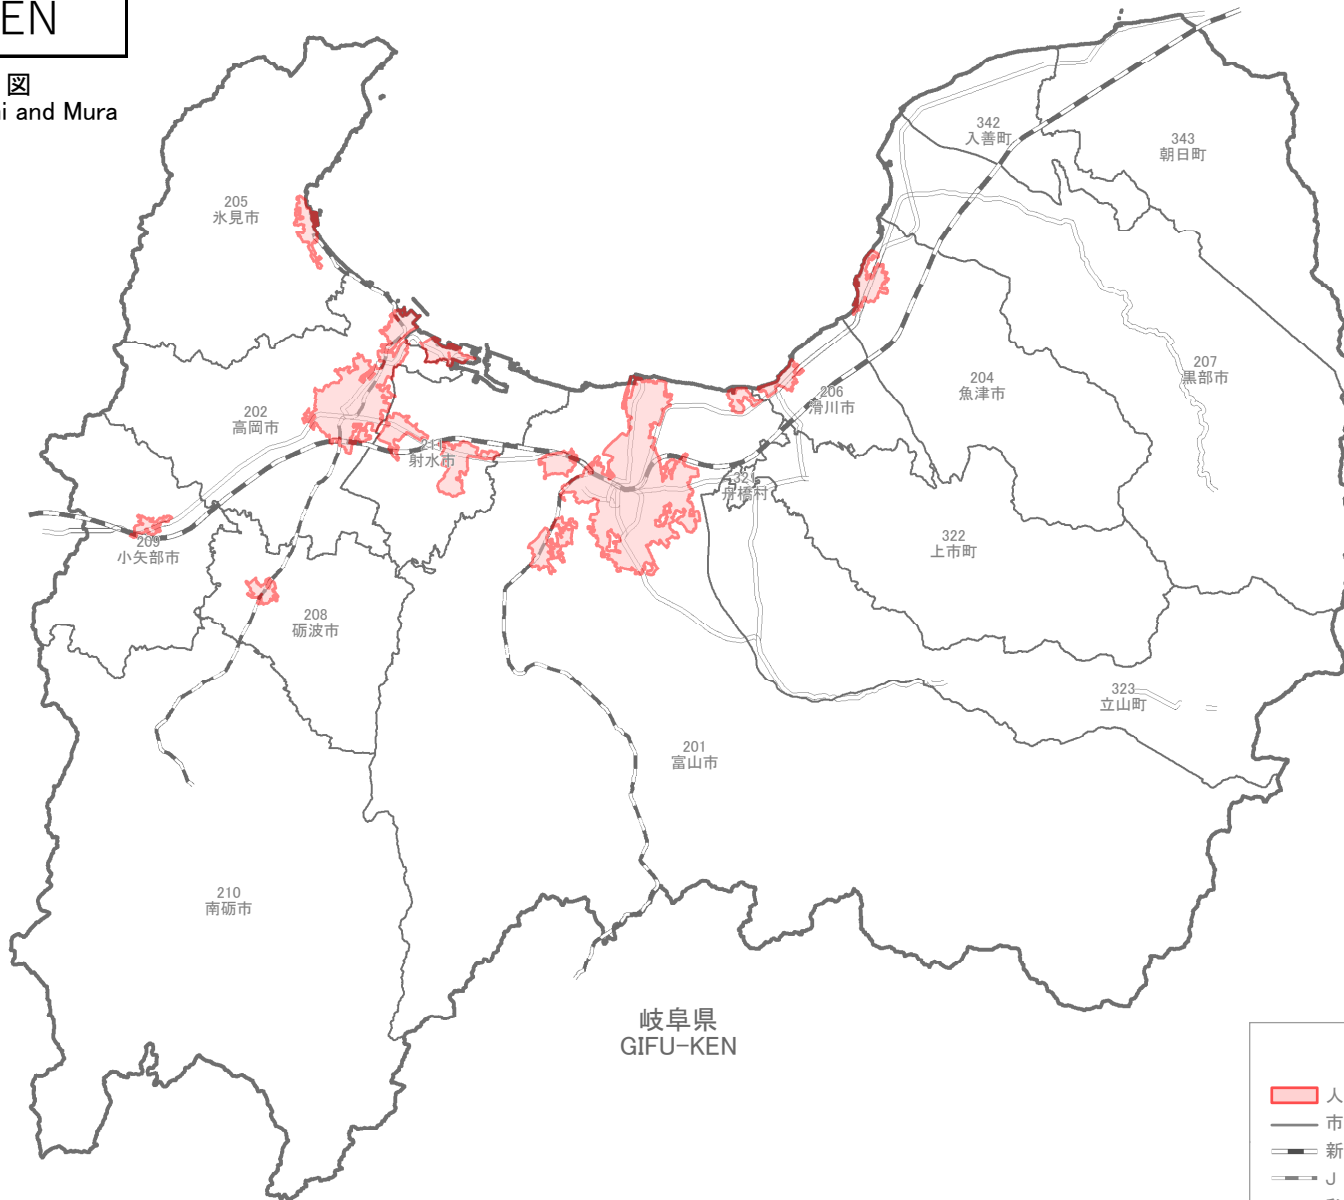 EN
図
i and Mura
342
入善町
343
朝日町
205
氷見市
207
黒部市
204
魚津市
206
滑川市
202
高岡市
211
射水市
321
舟橋村
322
上市町
209
小矢部市
208
砺波市
323
立山町
201
富山市
210
南砺市
岐阜県
GIFU-KEN
人
市
新
J